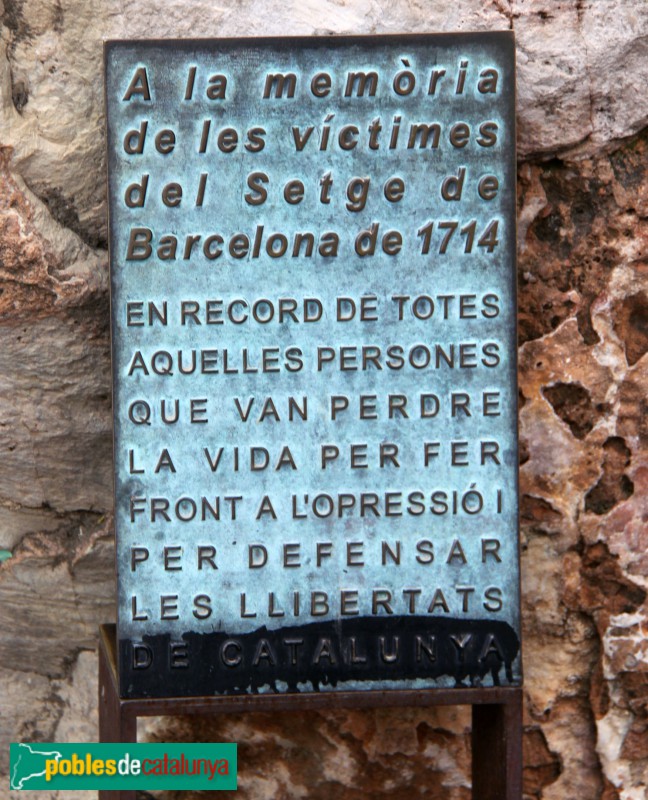 A la memòria
de les víctimes
del Setge de
Barcelona de 1714
EN RECORD DE TOTES
AQUELLES PERSONES
QUE VAN PERDRE
LA VIDA PER FER
FRONT A L'OPRESSIÓ I
PER DEFENSAR
LES LLIBERTATS
DE CATALUNYA
poblesdecatalunya